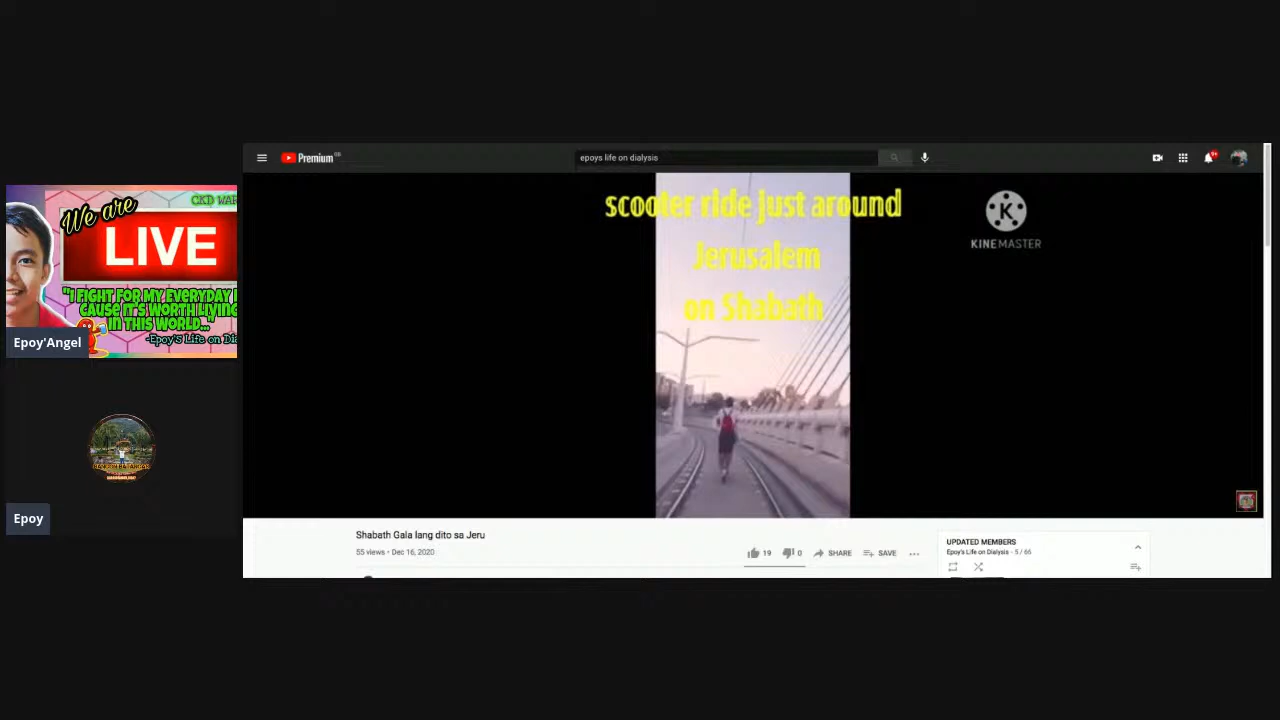 Premium GB
epoys life on dialysis
9+
We are
CKD WAR
LIVE
"I FIGHT FOR MY EVERYDAY
CAUSE IT'S WORTH LIVING
IN THIS WORLD..."
-Epoy's Life on Dia
Epoy'Angel
Epoy
scooter ride just around
Jerusalem
on Shabath
K
KINEMASTER
Shabath Gala lang dito sa Jeru
55 views • Dec 16, 2020
19
0
SHARE
SAVE
UPDATED MEMBERS
Epoy's Life on Dialysis - 5 / 66